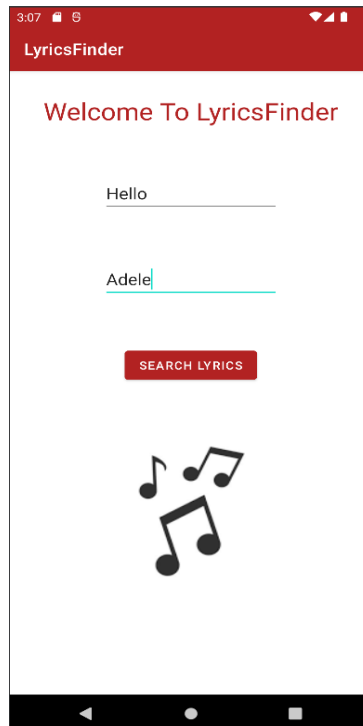 3:07
LyricsFinder
Welcome To LyricsFinder
Hello
Adele
SEARCH LYRICS